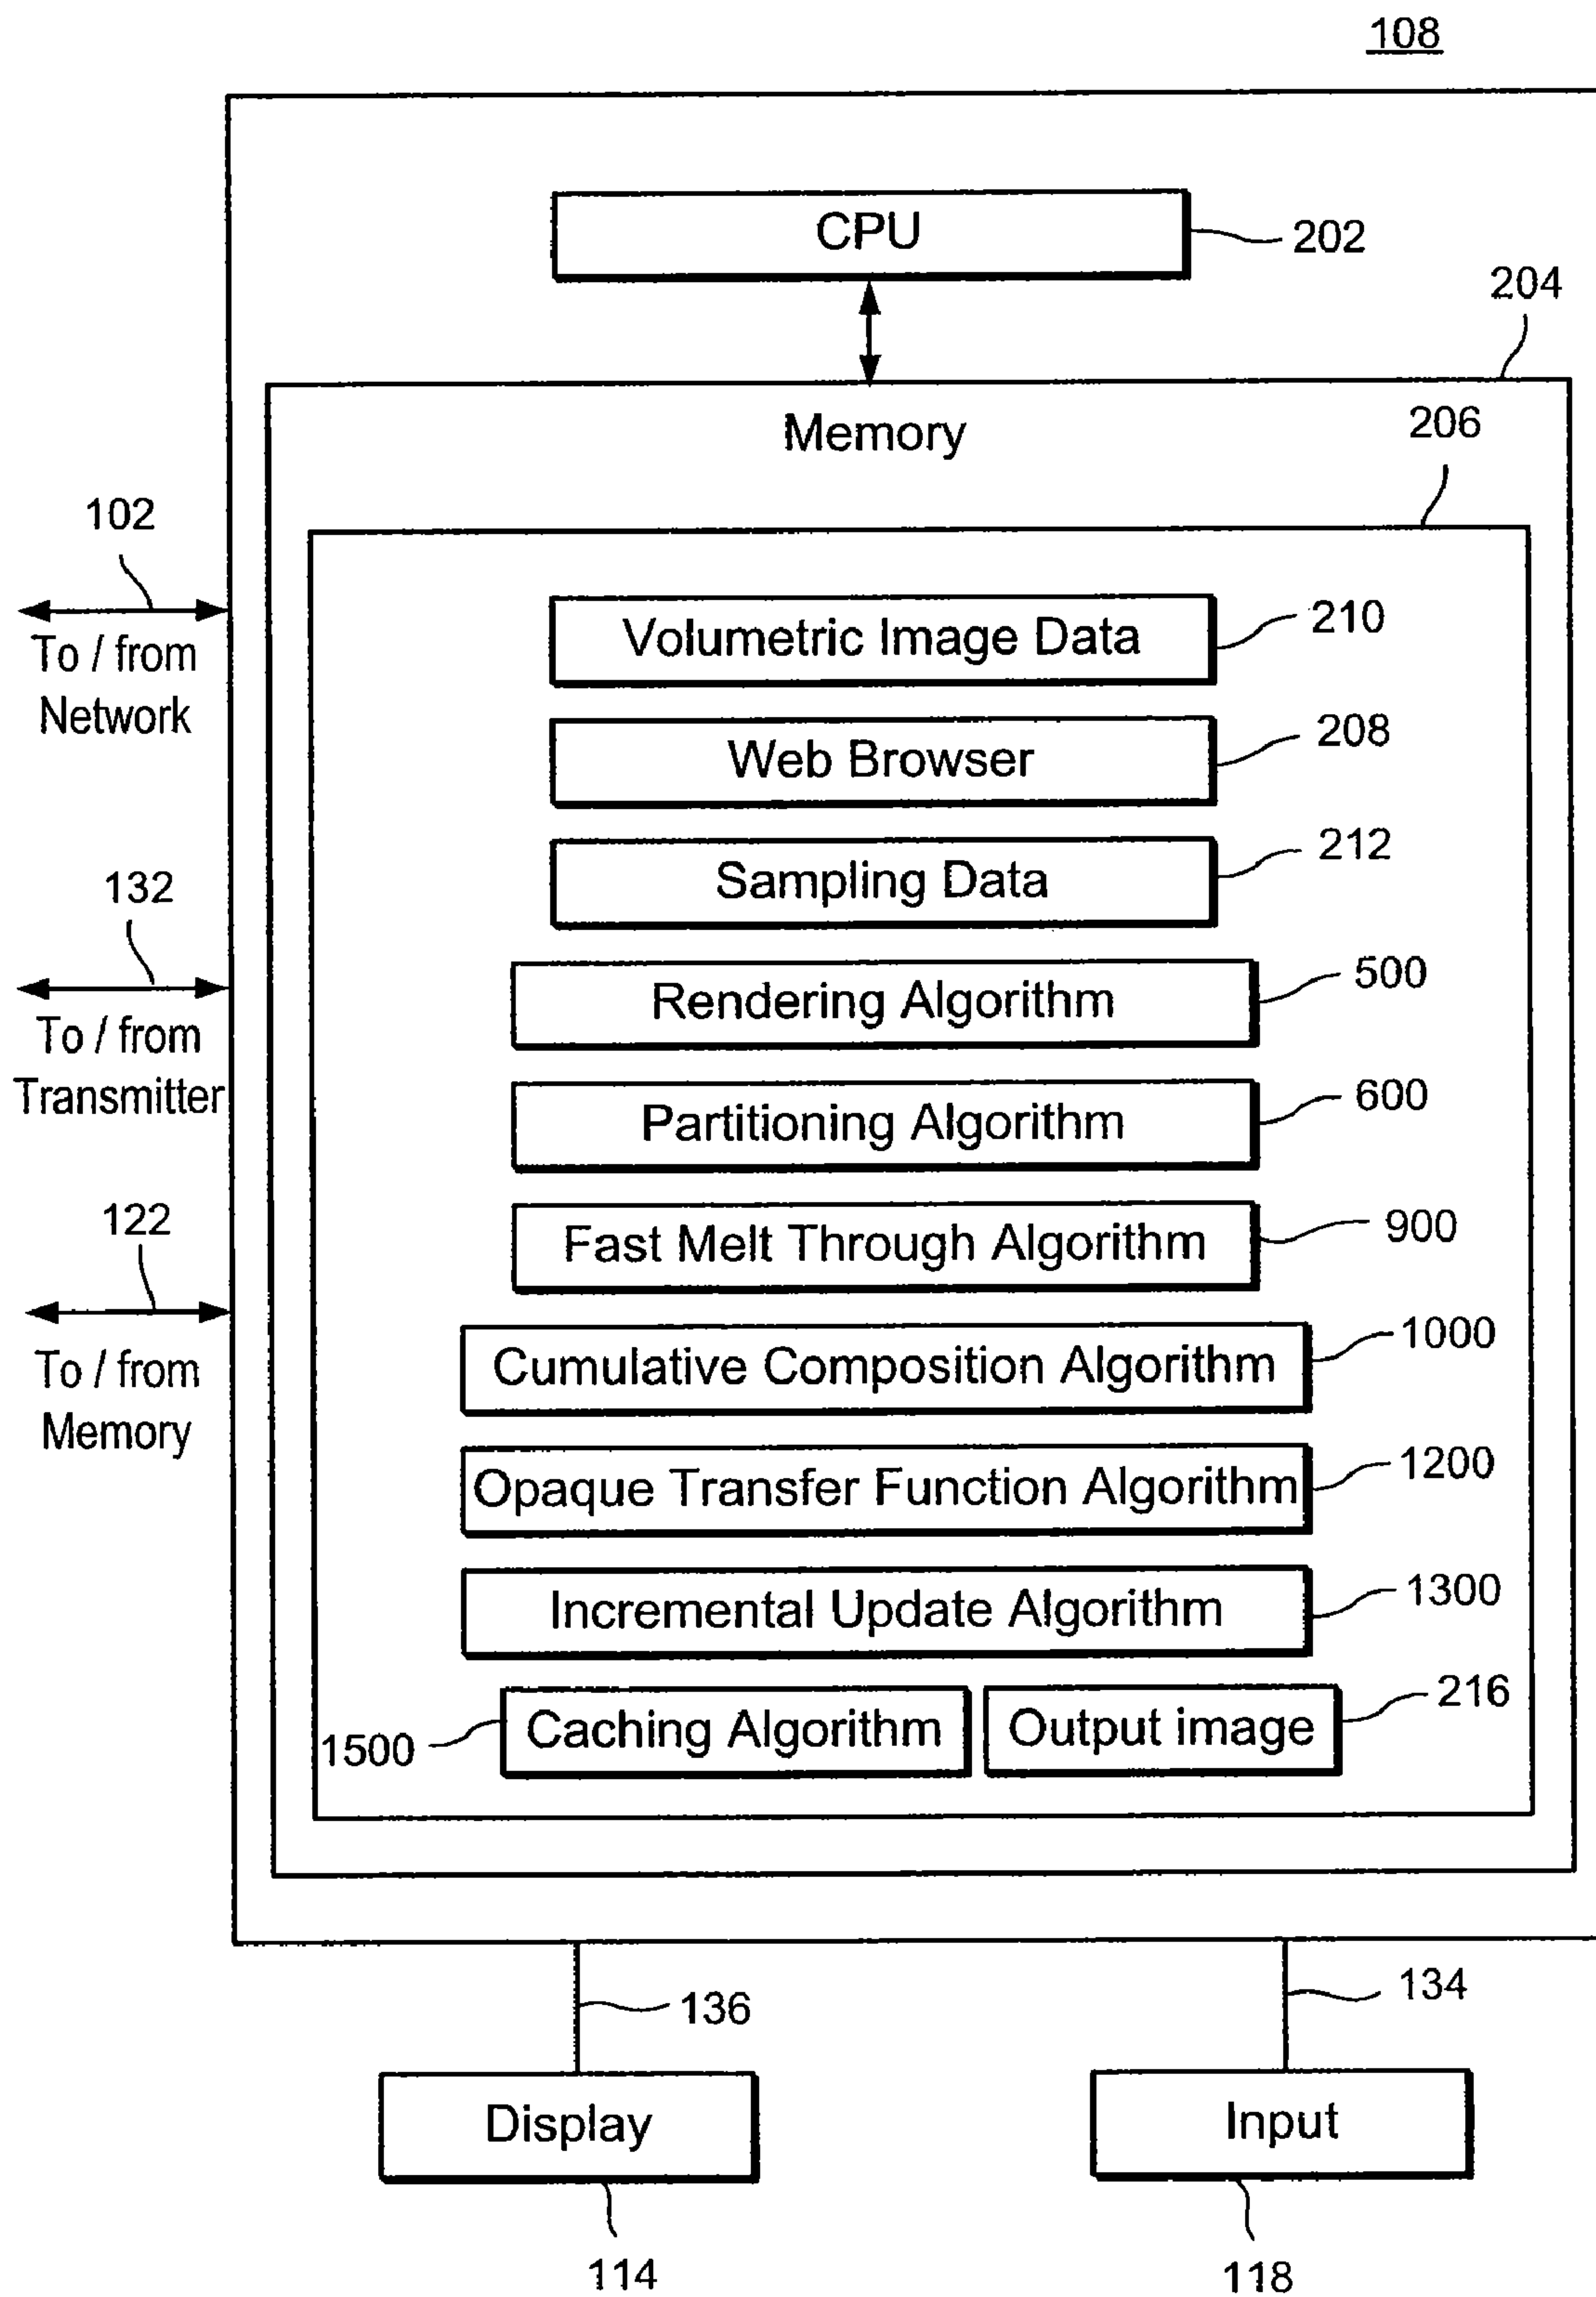 108
CPU
202
204
Memory
206
102
To / from
Network
Volumetric Image Data
210
Web Browser
208
Sampling Data
212
132
To / from
Transmitter
Rendering Algorithm
500
Partitioning Algorithm
600
122
To / from
Memory
Fast Melt Through Algorithm
900
Cumulative Composition Algorithm
1000
Opaque Transfer Function Algorithm
1200
Incremental Update Algorithm
1300
1500
Caching Algorithm
Output image
216
136
134
Display
Input
114
118